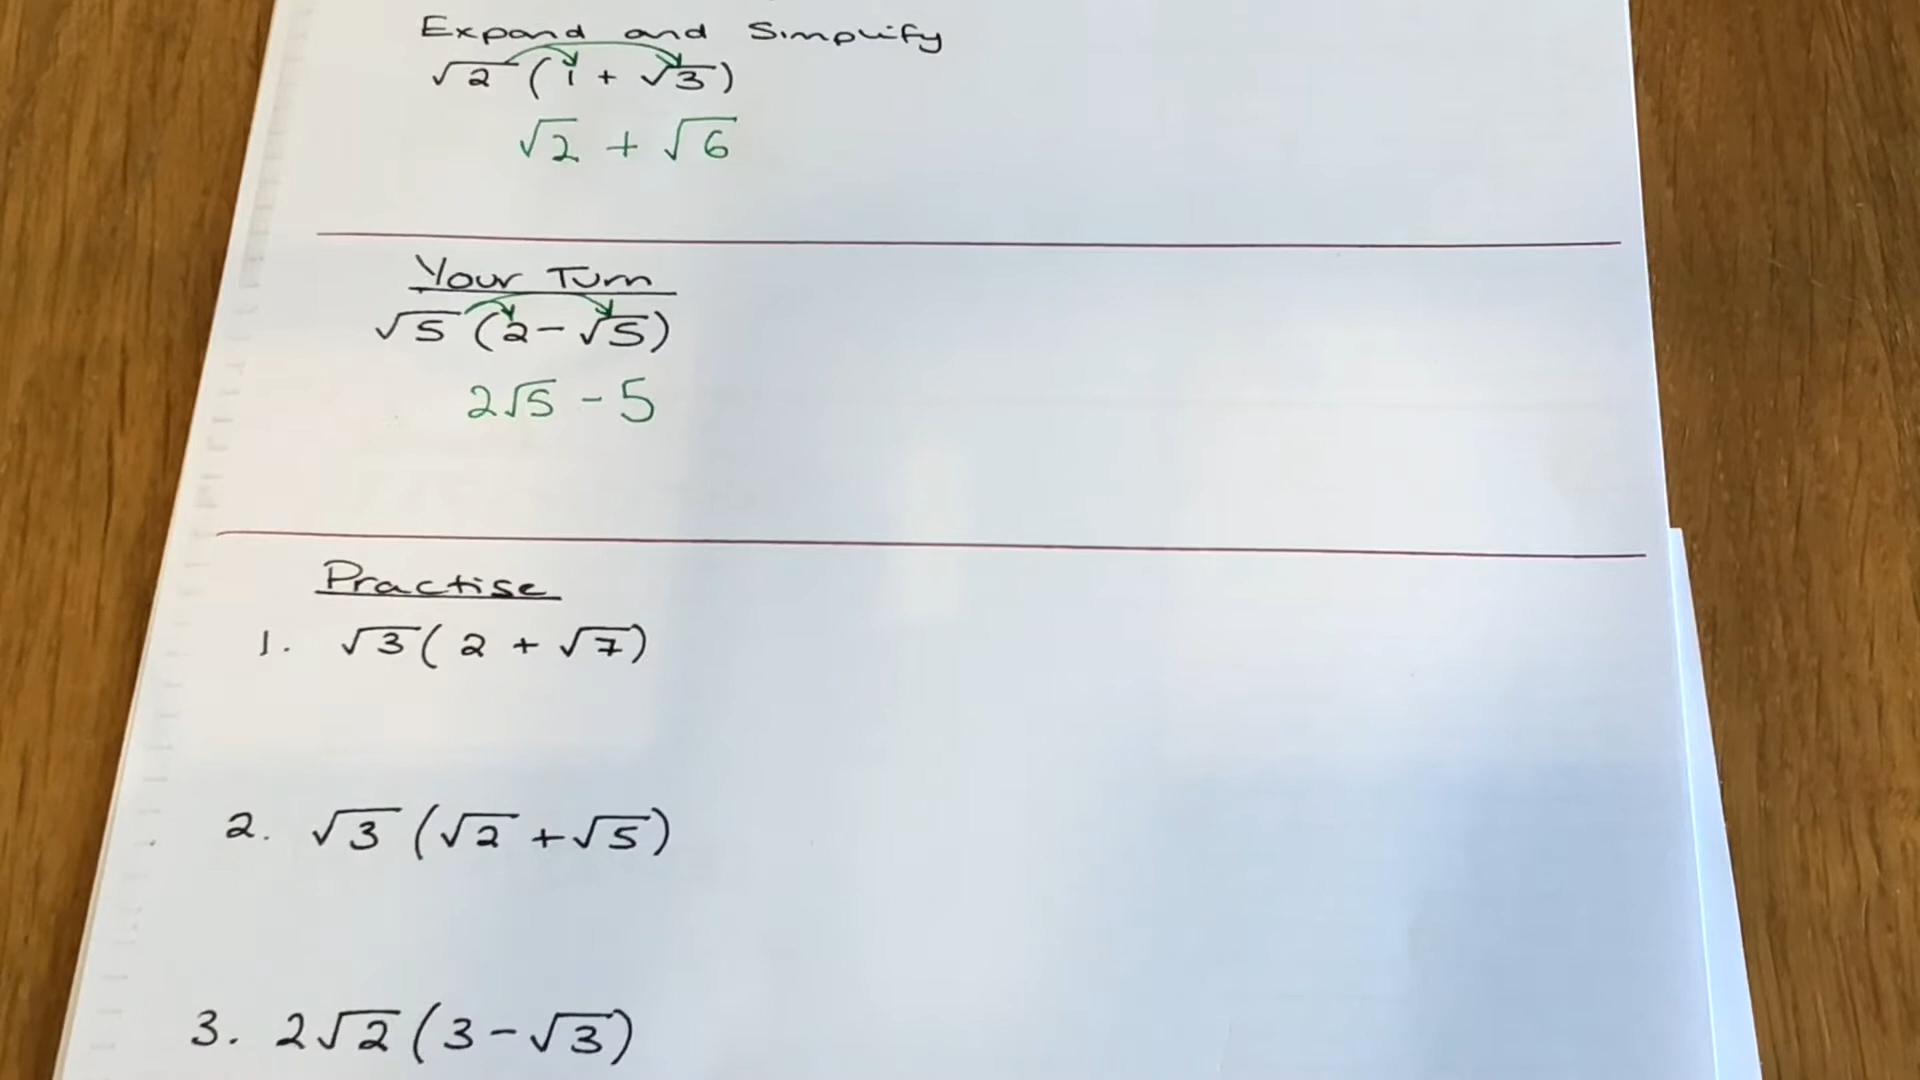 Expand and Simplify
√2 (1 + √3)
√2 + √6
Your Turn
√5 (2 - √5)
2√5 - 5
Practise
1. √3 ( 2 + √7)
2. √3 (√2 + √5)
3. 2√2 (3 - √3)